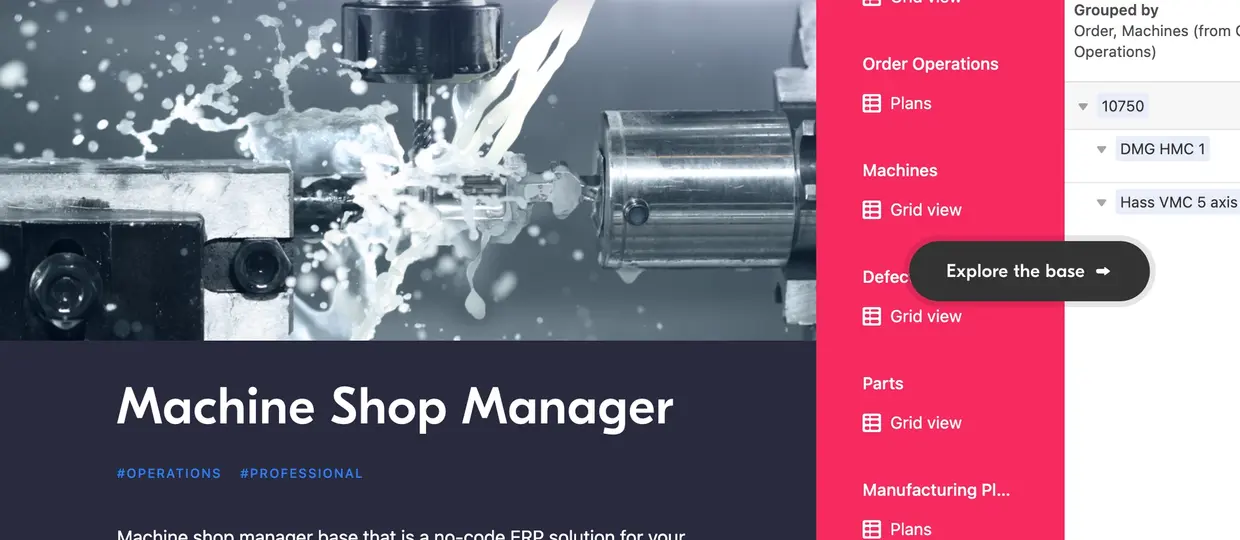 Machine Shop Manager
#OPERATIONS #PROFESSIONAL
Machine shop manager base that is a no-code ERP solution for your
Grid view
Order Operations
Plans
Machines
Grid view
Defec
Grid view
Parts
Grid view
Manufacturing Pl...
Plans
Explore the base
Grouped by
Order, Machines (from
Operations)
10750
DMG HMC 1
Hass VMC 5 axis